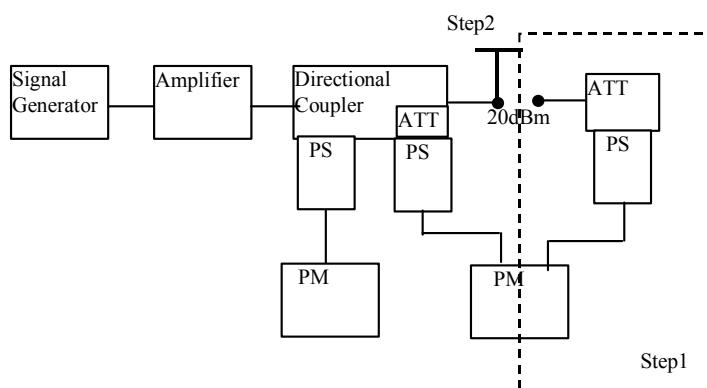 Step2
Signal
Generator
Amplifier
Directional
Coupler
ATT
20dBm
ATT
PS
PS
PS
PM
PM
Step1